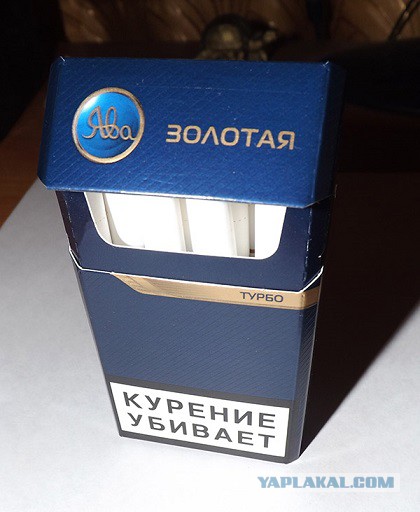 Ява
ЗОЛОТАЯ
ТУРБО
КУРЕНИЕ
УБИВАЕТ
YAPLAKAL.COM